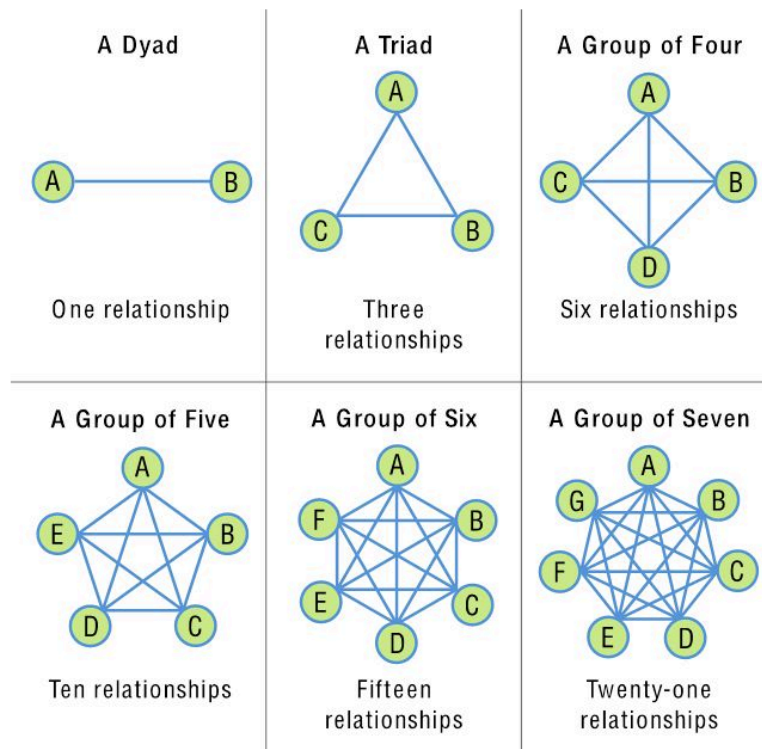 A Dyad
A
B
One relationship
A Triad
A
C
B
Three
relationships
A Group of Four
A
C
B
D
Six relationships
A Group of Five
A
E
B
D
C
Ten relationships
A Group of Six
A
F
B
E
C
D
Fifteen
relationships
A Group of Seven
A
G
B
F
C
E
D
Twenty-one
relationships